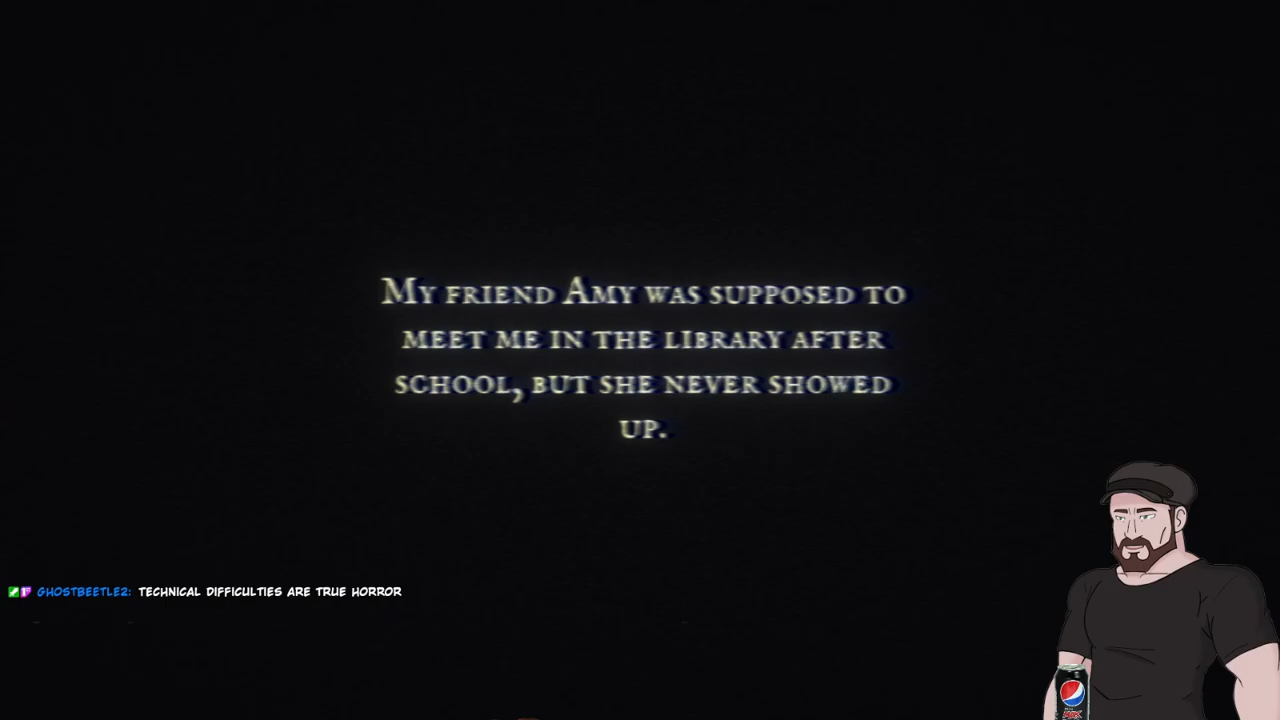 My friend Amy was supposed to
meet me in the library after
school, but she never showed
up.
GHOSTBEETLE2: TECHNICAL DIFFICULTIES ARE TRUE HORROR
MAX